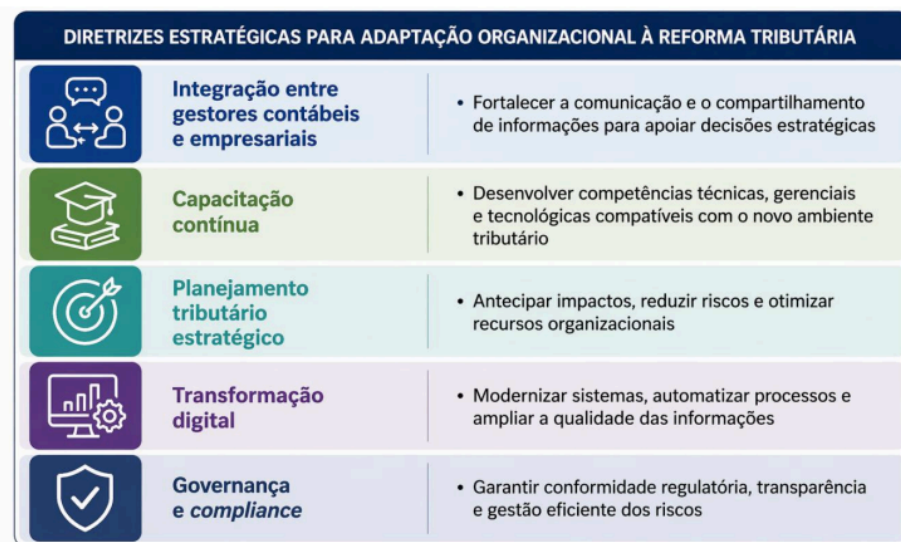 DIRETRIZES ESTRATÉGICAS PARA ADAPTAÇÃO ORGANIZACIONAL À REFORMA TRIBUTÁRIA
Integração entre
gestores contábeis
e empresariais
• Fortalecer a comunicação e o compartilhamento
de informações para apoiar decisões estratégicas
Capacitação
contínua
• Desenvolver competências técnicas, gerenciais
e tecnológicas compatíveis com o novo ambiente
tributário
Planejamento
tributário
estratégico
• Antecipar impactos, reduzir riscos e otimizar
recursos organizacionais
Transformação
digital
• Modernizar sistemas, automatizar processos e
ampliar a qualidade das informações
Governança
e compliance
• Garantir conformidade regulatória, transparência
e gestão eficiente dos riscos